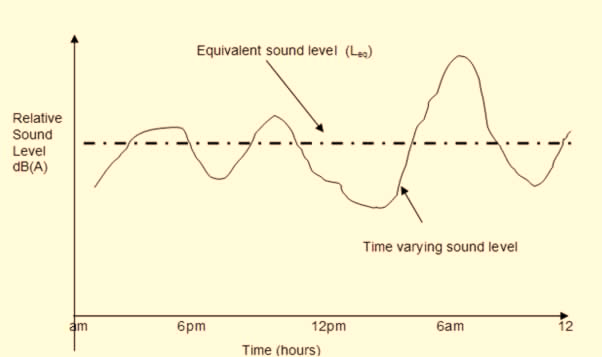 Equivalent sound level (Leq)
Relative
Sound
Level
dB(A)
Time varying sound level
am 6pm 12pm 6am 12
Time (hours)